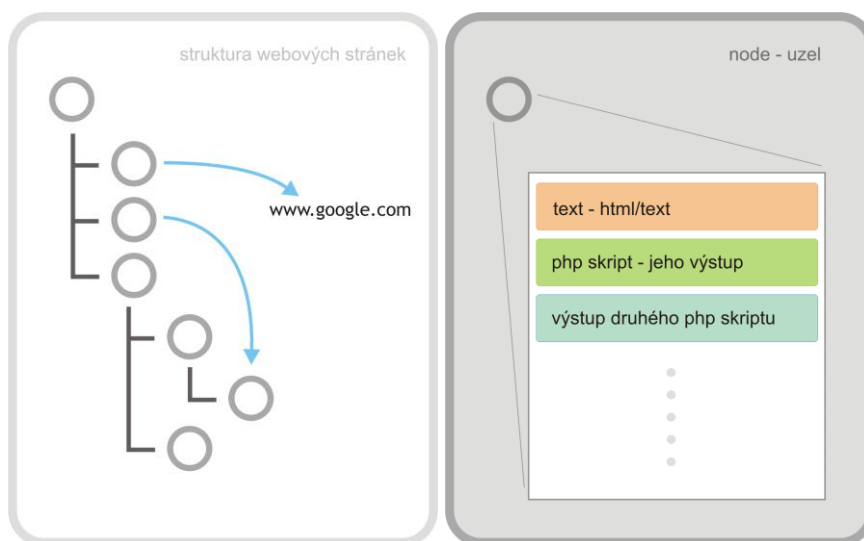 struktura webových stránek
www.google.com
node - uzel
text - html/text
php skript - jeho výstup
výstup druhého php skriptu